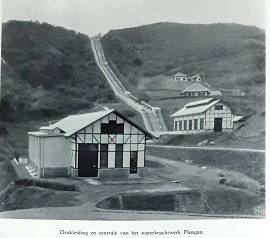 Drukleiding en centrale van het waterkrachtwerk Plengan.